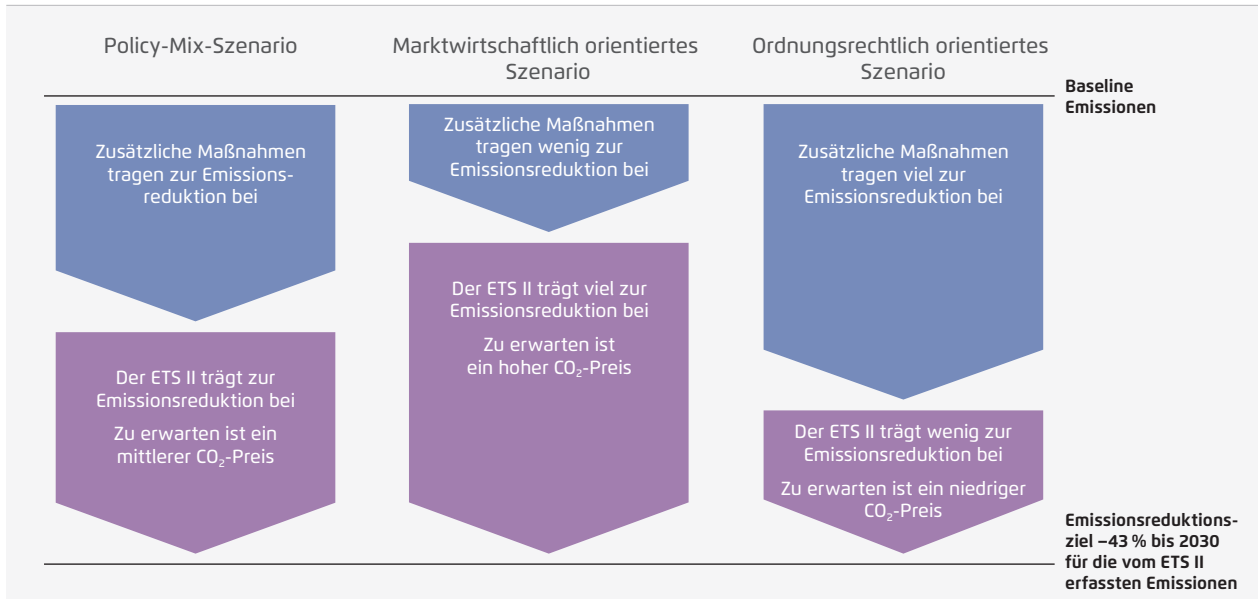 Policy-Mix-Szenario
Marktwirtschaftlich orientiertes
Szenario
Ordnungsrechtlich orientiertes
Szenario
Baseline
Emissionen
Zusätzliche Maßnahmen
tragen zur Emissions-
reduktion bei
Der ETS II trägt zur
Emissionsreduktion bei
Zu erwarten ist ein
mittlerer CO₂-Preis
Zusätzliche Maßnahmen
tragen wenig zur
Emissionsreduktion bei
Der ETS II trägt viel zur
Emissionsreduktion bei
Zu erwarten ist
ein hoher CO₂-Preis
Zusätzliche Maßnahmen
tragen viel zur
Emissionsreduktion bei
Der ETS II trägt wenig zur
Emissionsreduktion bei
Zu erwarten ist ein niedriger
CO₂-Preis
Emissionsreduktions-
ziel –43 % bis 2030
für die vom ETS II
erfassten Emissionen